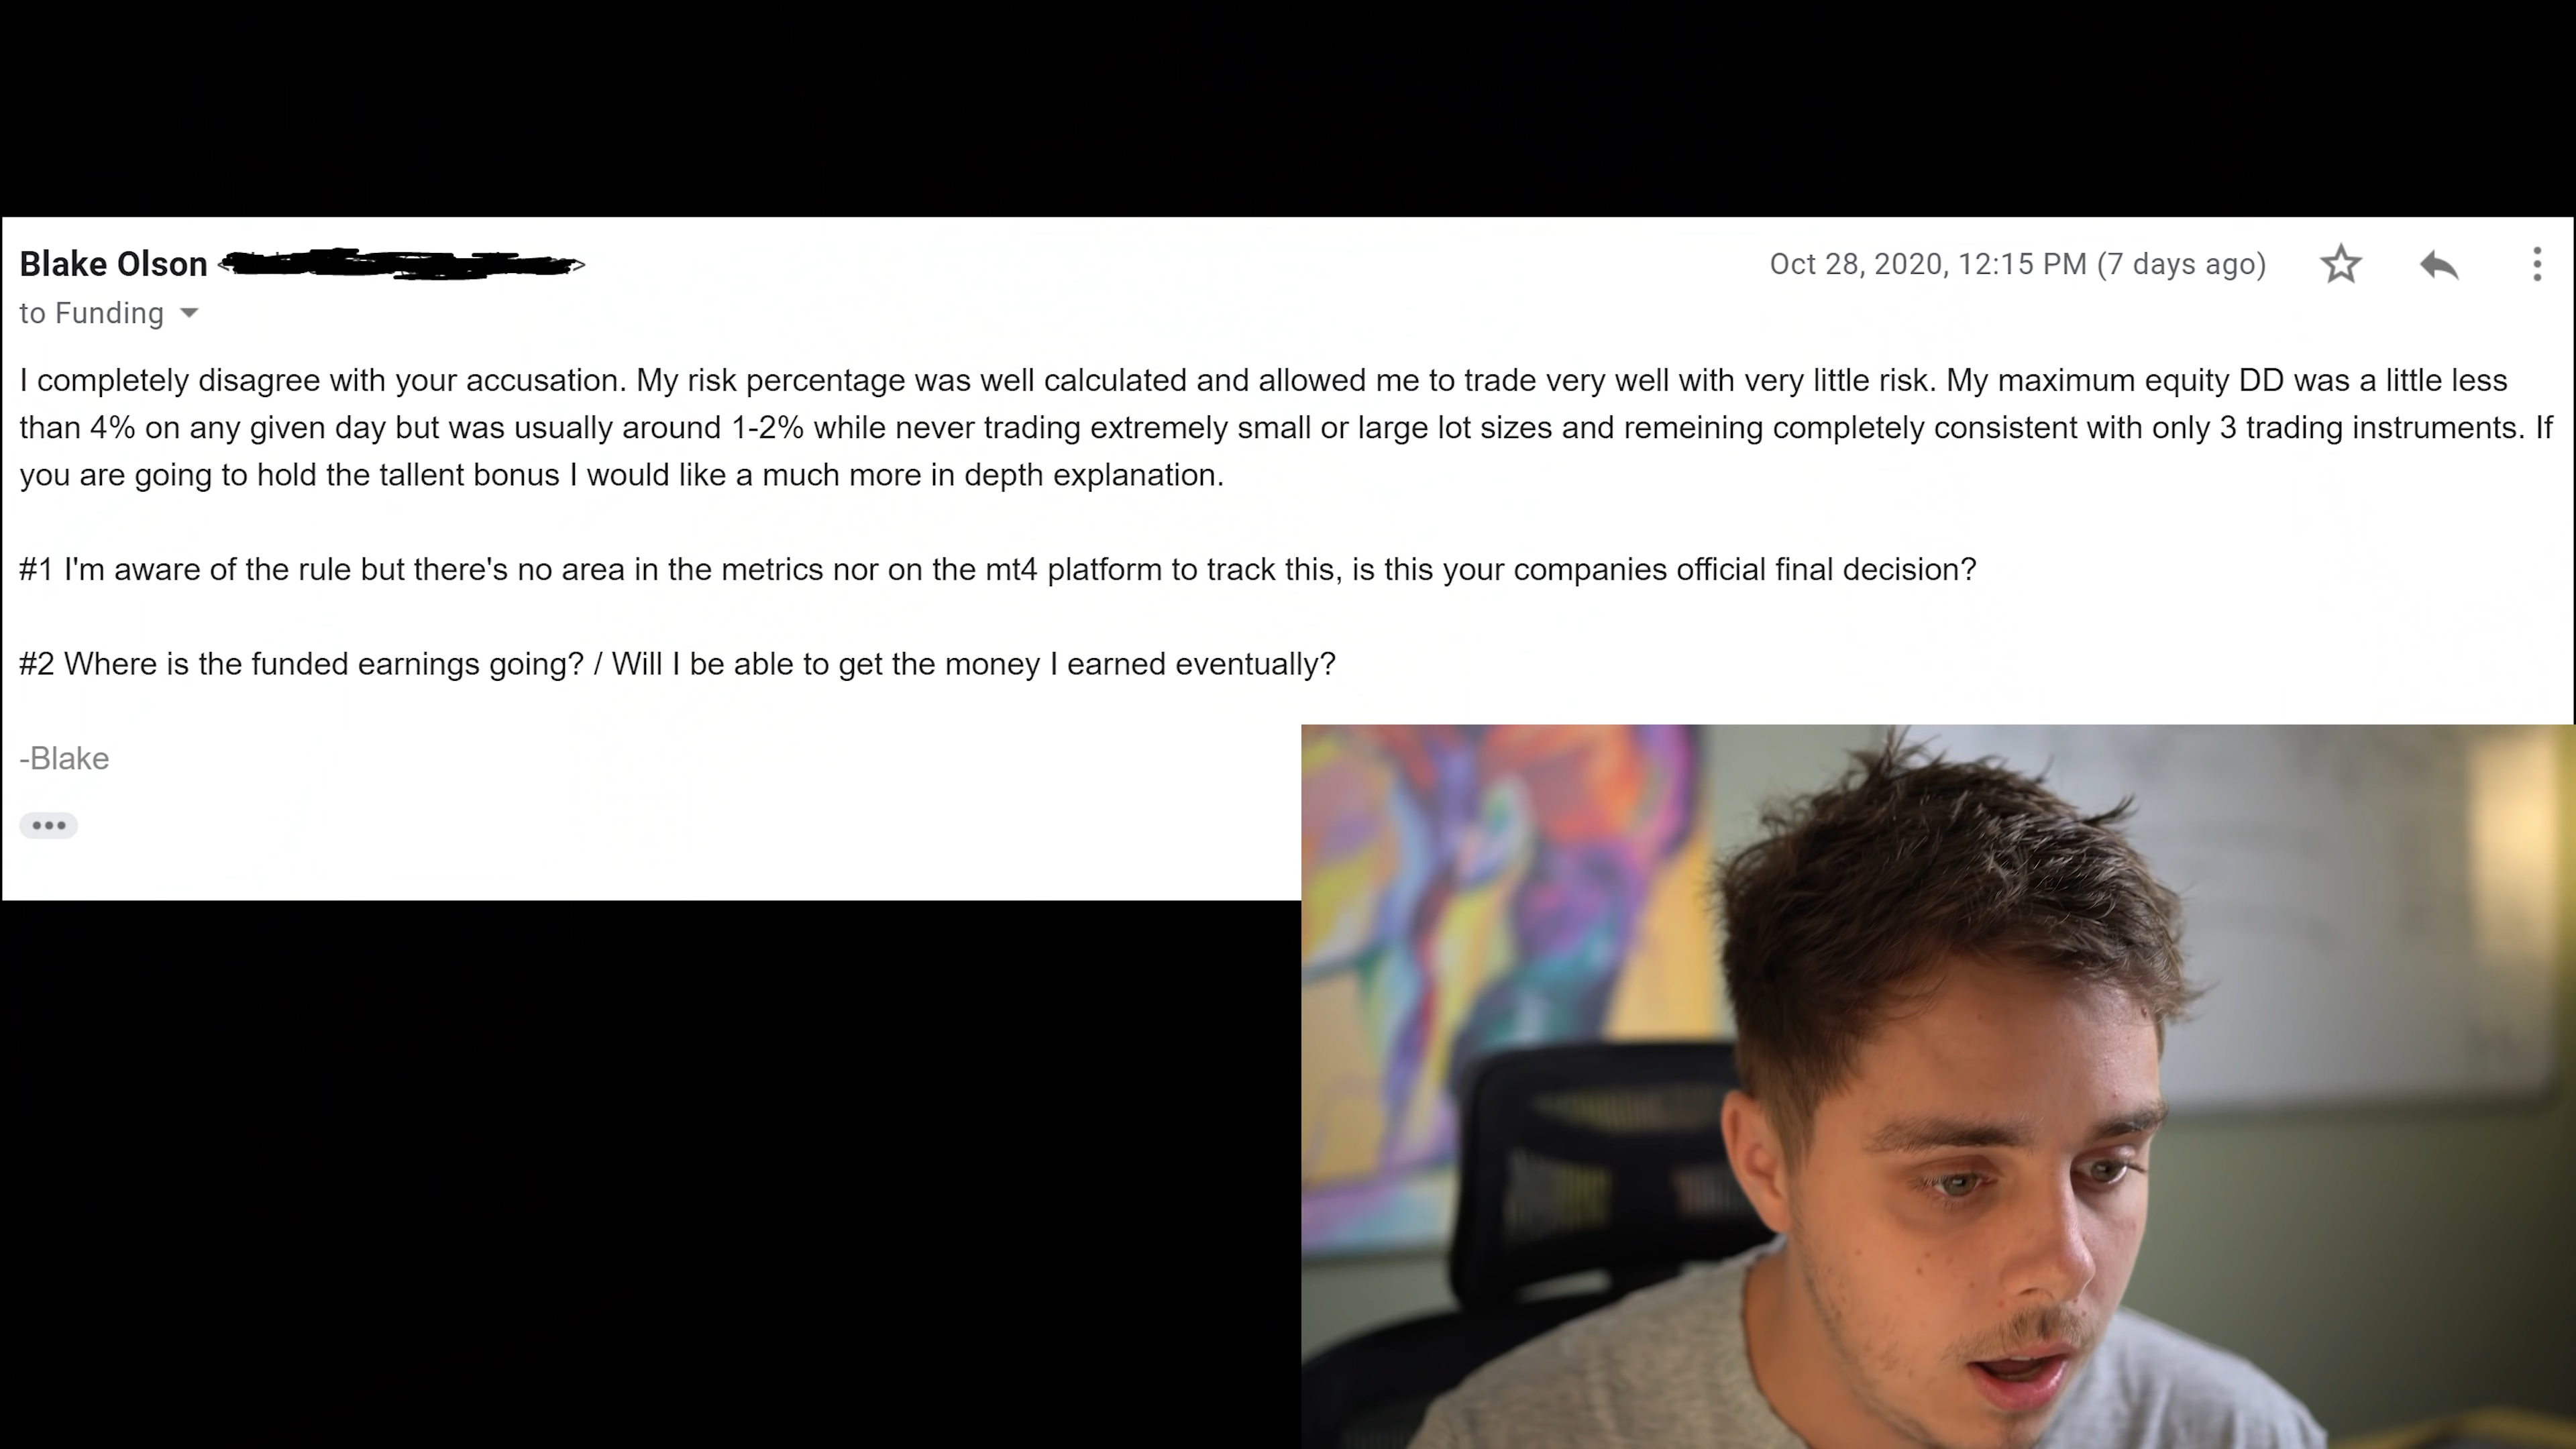 Blake Olson
Oct 28, 2020, 12:15 PM (7 days ago)
to Funding
I completely disagree with your accusation. My risk percentage was well calculated and allowed me to trade very well with very little risk. My maximum equity DD was a little less
than 4% on any given day but was usually around 1-2% while never trading extremely small or large lot sizes and remeining completely consistent with only 3 trading instruments. If
you are going to hold the tallent bonus I would like a much more in depth explanation.
#1 I'm aware of the rule but there's no area in the metrics nor on the mt4 platform to track this, is this your companies official final decision?
#2 Where is the funded earnings going? / Will I be able to get the money I earned eventually?
-Blake